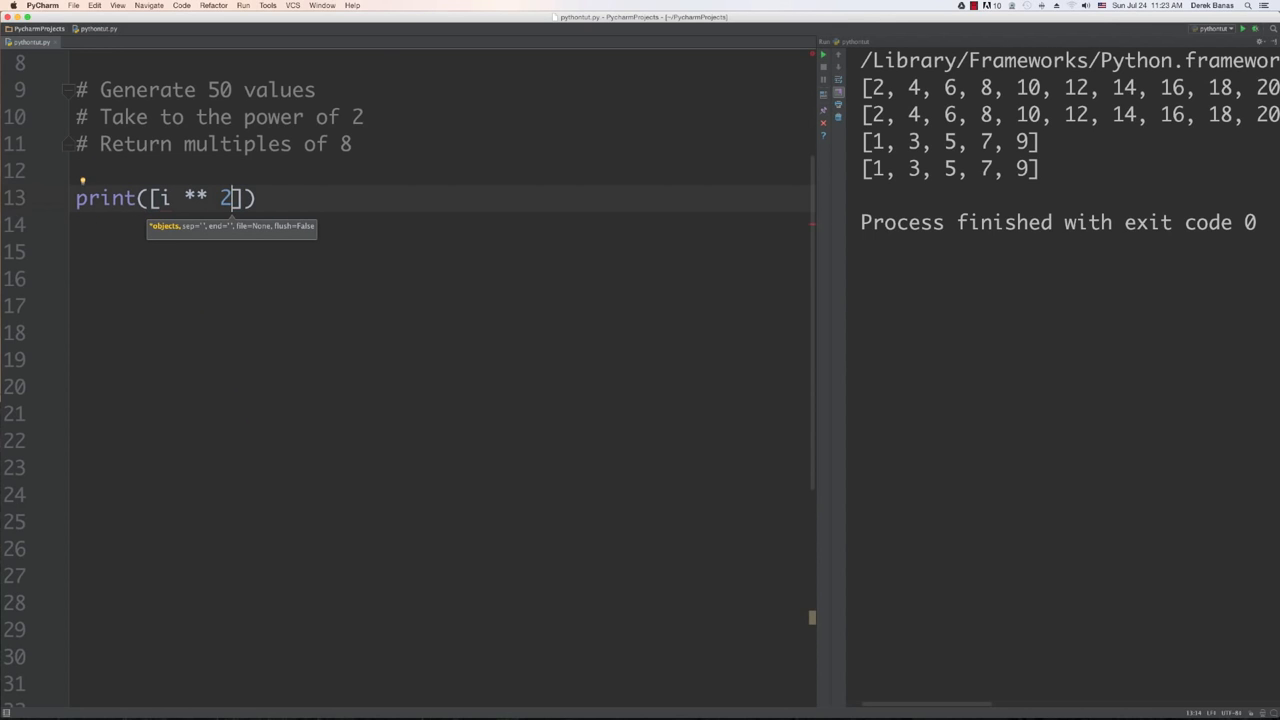 PyCharm File Edit View Navigate Code Refactor Run Tools VCS Window Help 10 Sun Jul 24 11:23 AM Derek Banas
pythontut.py - PycharmProjects - [~/PycharmProjects]
PycharmProjects pythontut.py pythontut
pythontut.py Run: pythontut
8
9 # Generate 50 values
10 # Take to the power of 2
11 # Return multiples of 8
12
13 print([i ** 2])
*objects, sep='', end='', file=None, flush=False
14
15
16
17
18
19
20
21
22
23
24
25
26
27
28
29
30
31
/Library/Frameworks/Python.framewor
[2, 4, 6, 8, 10, 12, 14, 16, 18, 20
[2, 4, 6, 8, 10, 12, 14, 16, 18, 20
[1, 3, 5, 7, 9]
[1, 3, 5, 7, 9]
Process finished with exit code 0
13:14 LF≑ UTF-8≑